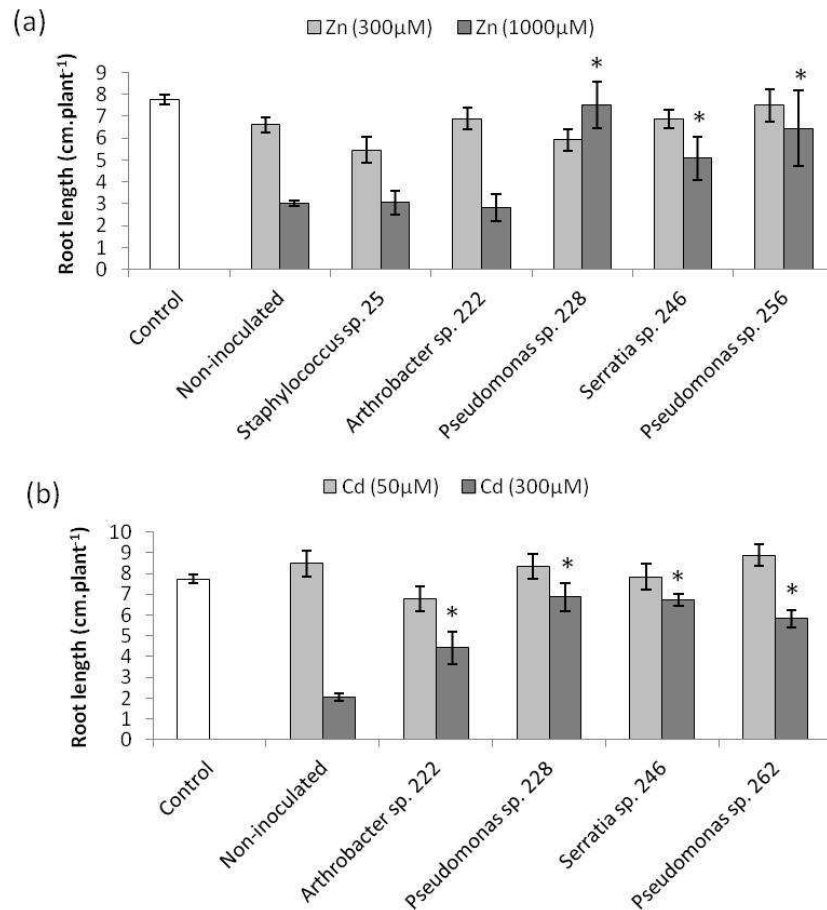 (a)
Zn (300µM) Zn (1000µM)
Root length (cm.plant⁻¹)
9
8
7
6
5
4
3
2
1
0
* * *
Control
Non-inoculated
Staphylococcus sp. 25
Arthrobacter sp. 222
Pseudomonas sp. 228
Serratia sp. 246
Pseudomonas sp. 256
(b)
Cd (50µM) Cd (300µM)
Root length (cm.plant⁻¹)
10
9
8
7
6
5
4
3
2
1
0
* * * *
Control
Non-inoculated
Arthrobacter sp. 222
Pseudomonas sp. 228
Serratia sp. 246
Pseudomonas sp. 262